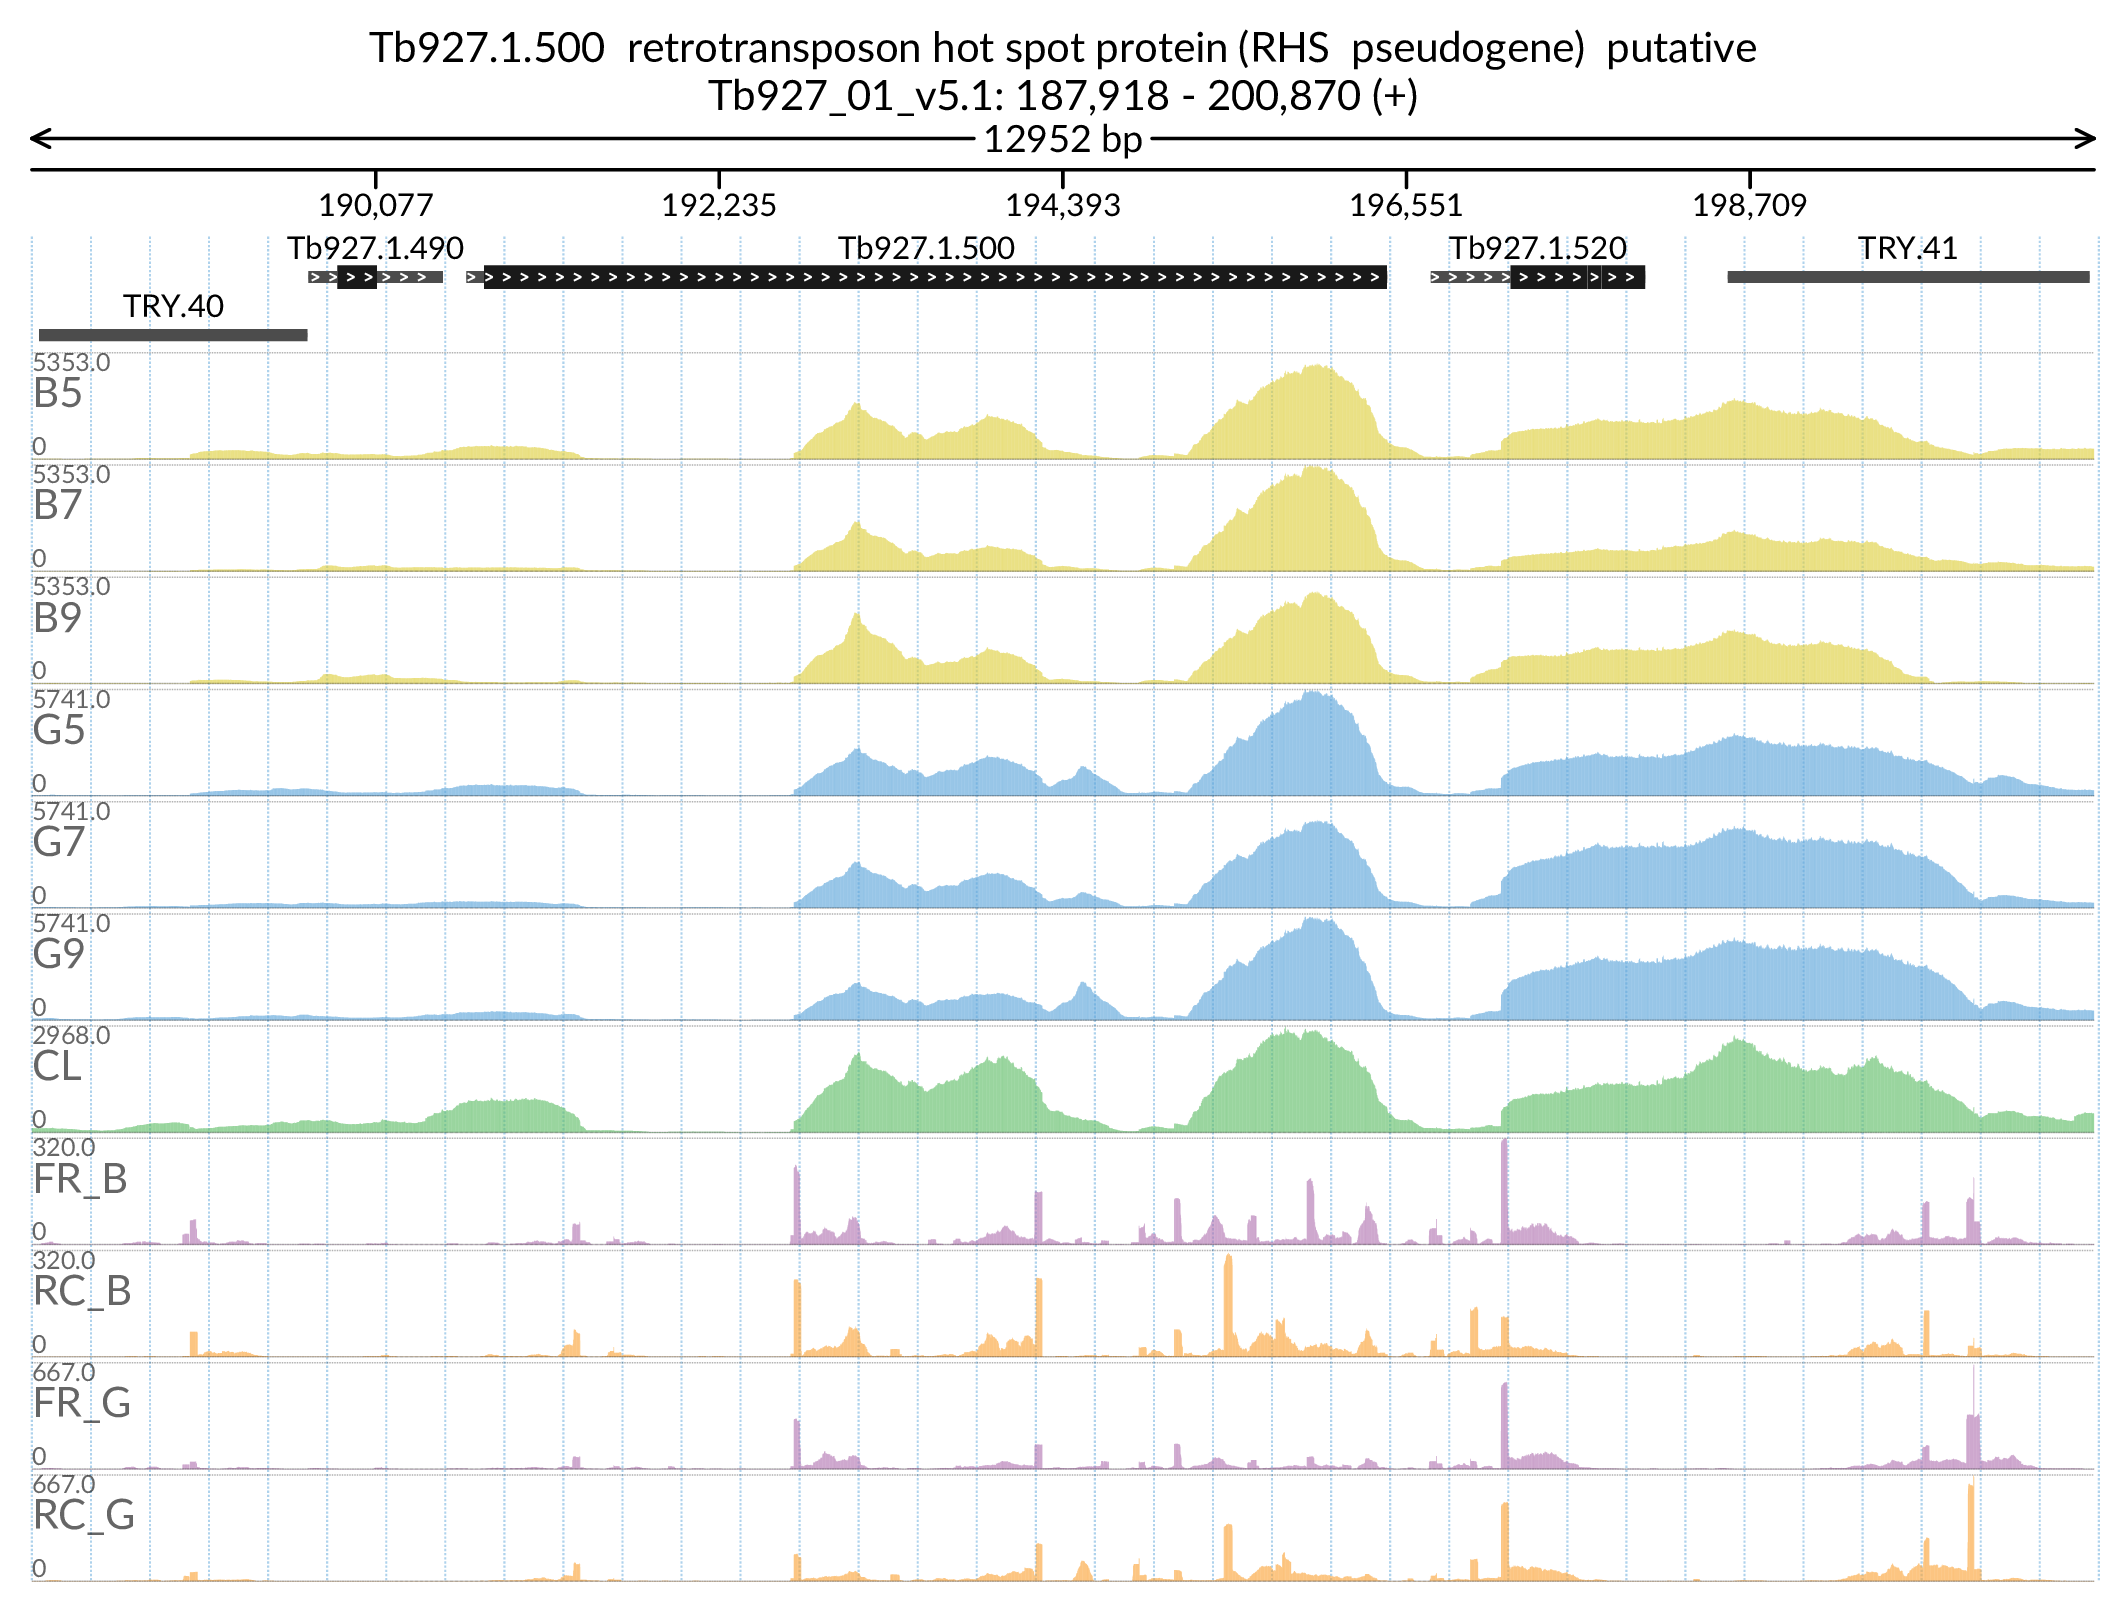 Tb927.1.500 retrotransposon hot spot protein (RHS pseudogene) putative
Tb927_01_v5.1: 187,918 - 200,870 (+)
12952 bp
190,077 192,235 194,393 196,551 198,709
Tb927.1.490 Tb927.1.500 Tb927.1.520 TRY.41
TRY.40
5353.0
B5
0
5353.0
B7
0
5353.0
B9
0
5741.0
G5
0
5741.0
G7
0
5741.0
G9
0
2968.0
CL
0
320.0
FR_B
0
320.0
RC_B
0
667.0
FR_G
0
667.0
RC_G
0